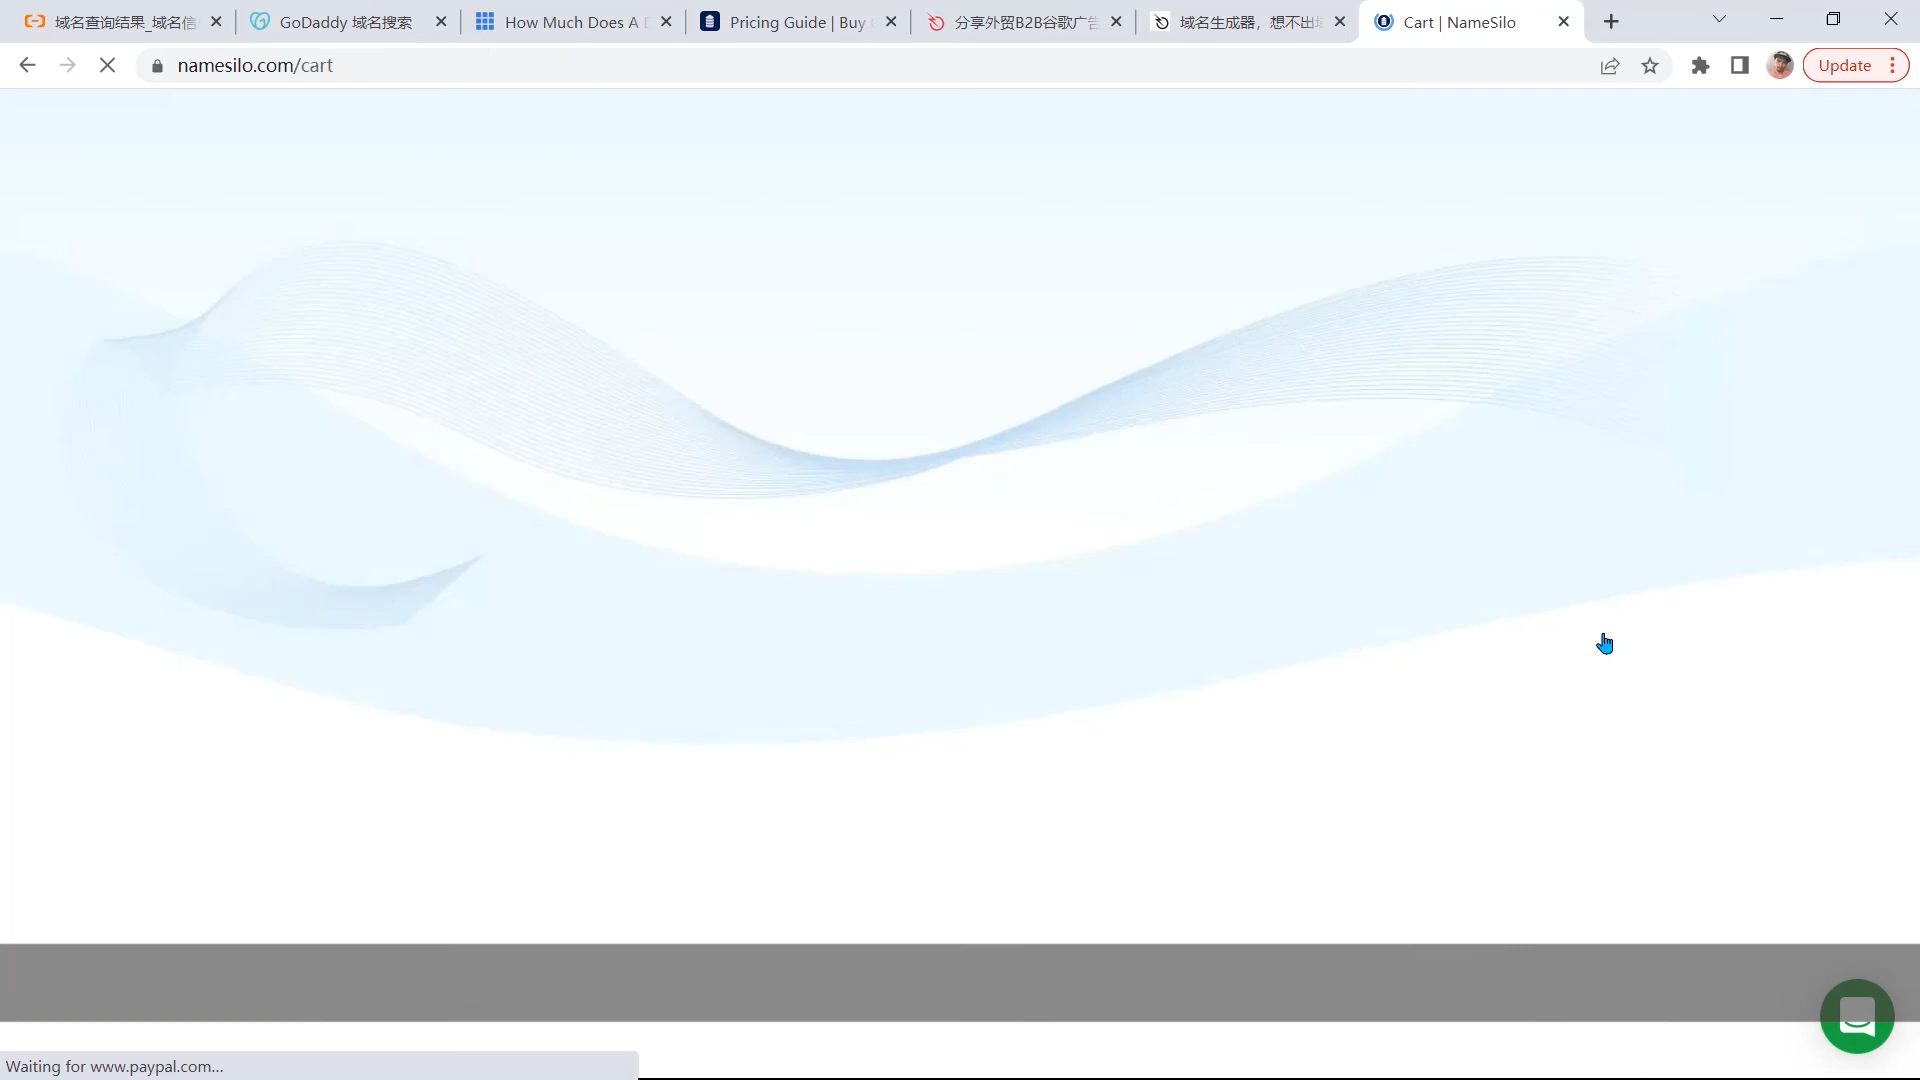 域名查询结果_域名信
GoDaddy 域名搜索
How Much Does A
Pricing Guide | Buy
分享外贸B2B谷歌广告
域名生成器，想不出
Cart | NameSilo
namesilo.com/cart
Update
Waiting for www.paypal.com...